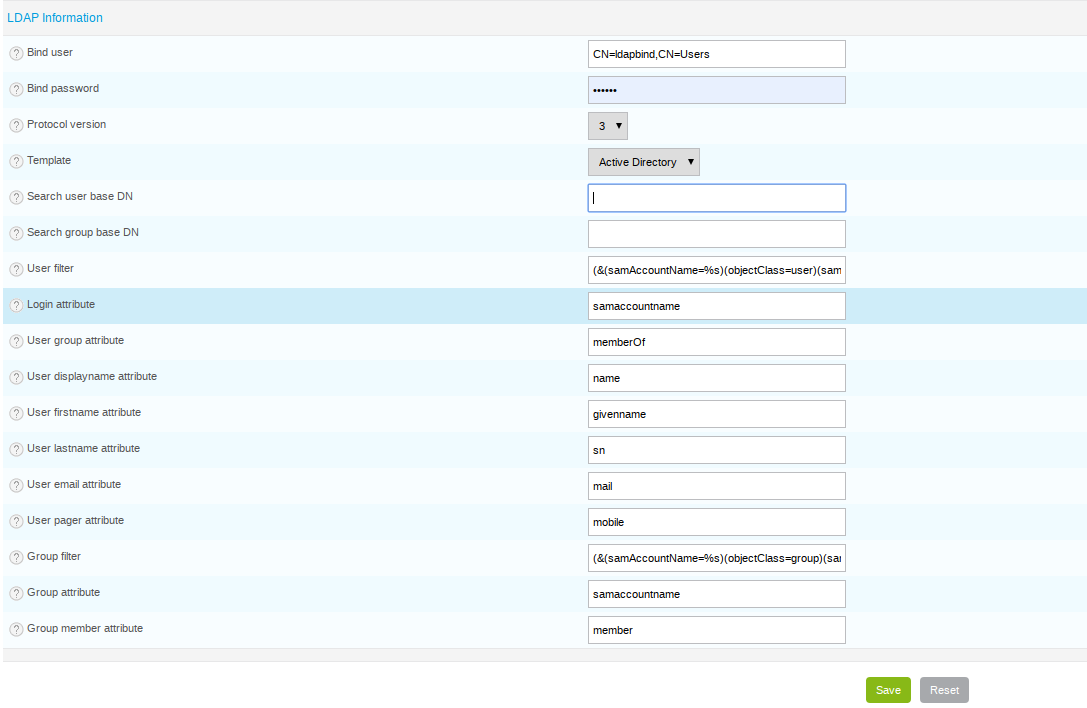 LDAP Information
? Bind user CN=ldapbind,CN=Users
? Bind password ••••••
? Protocol version 3 ▼
? Template Active Directory ▼
? Search user base DN
? Search group base DN
? User filter (&(samAccountName=%s)(objectClass=user)(sam
? Login attribute samaccountname
? User group attribute memberOf
? User displayname attribute name
? User firstname attribute givenname
? User lastname attribute sn
? User email attribute mail
? User pager attribute mobile
? Group filter (&(samAccountName=%s)(objectClass=group)(sa
? Group attribute samaccountname
? Group member attribute member
Save Reset